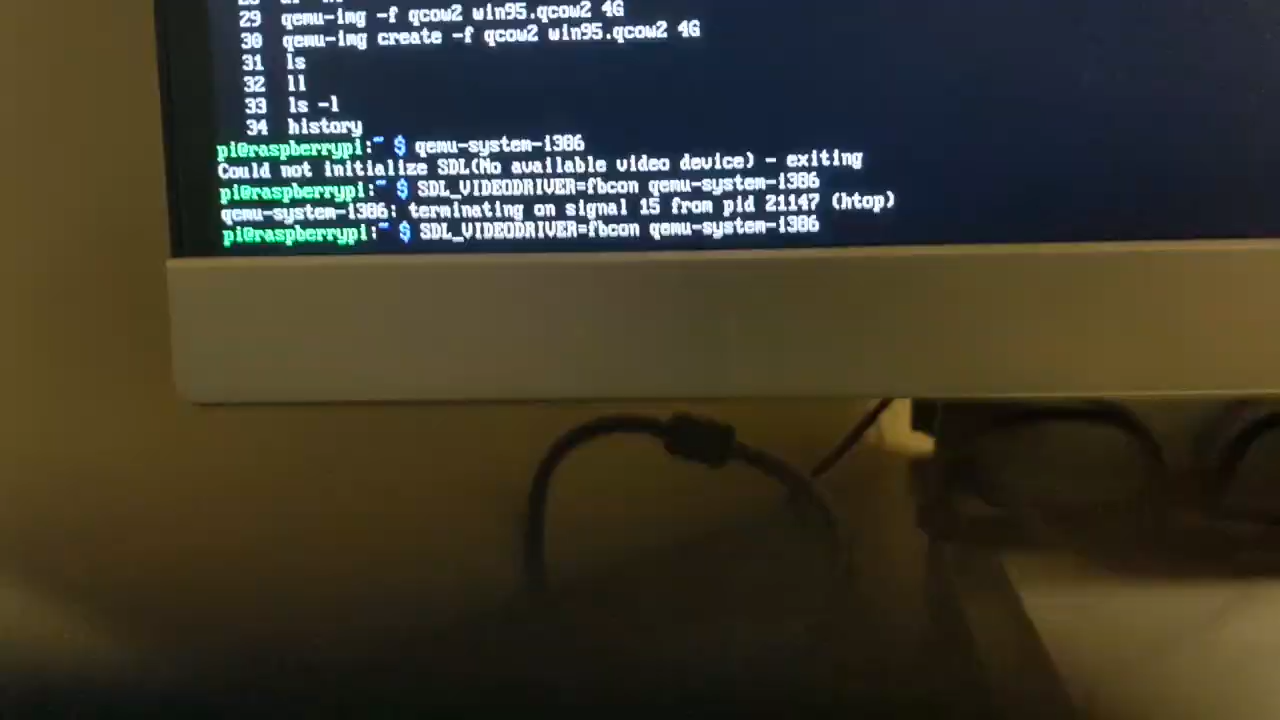 29 qemu-img -f qcow2 win95.qcow2 4G
30 qemu-img create -f qcow2 win95.qcow2 4G
31 ls
32 ll
33 ls -l
34 history
pi@raspberrypi:~ $ qemu-system-i386
Could not initialize SDL(No available video device) - exiting
pi@raspberrypi:~ $ SDL_VIDEODRIVER=fbcon qemu-system-i386
qemu-system-i386: terminating on signal 15 from pid 21147 (htop)
pi@raspberrypi:~ $ SDL_VIDEODRIVER=fbcon qemu-system-i386